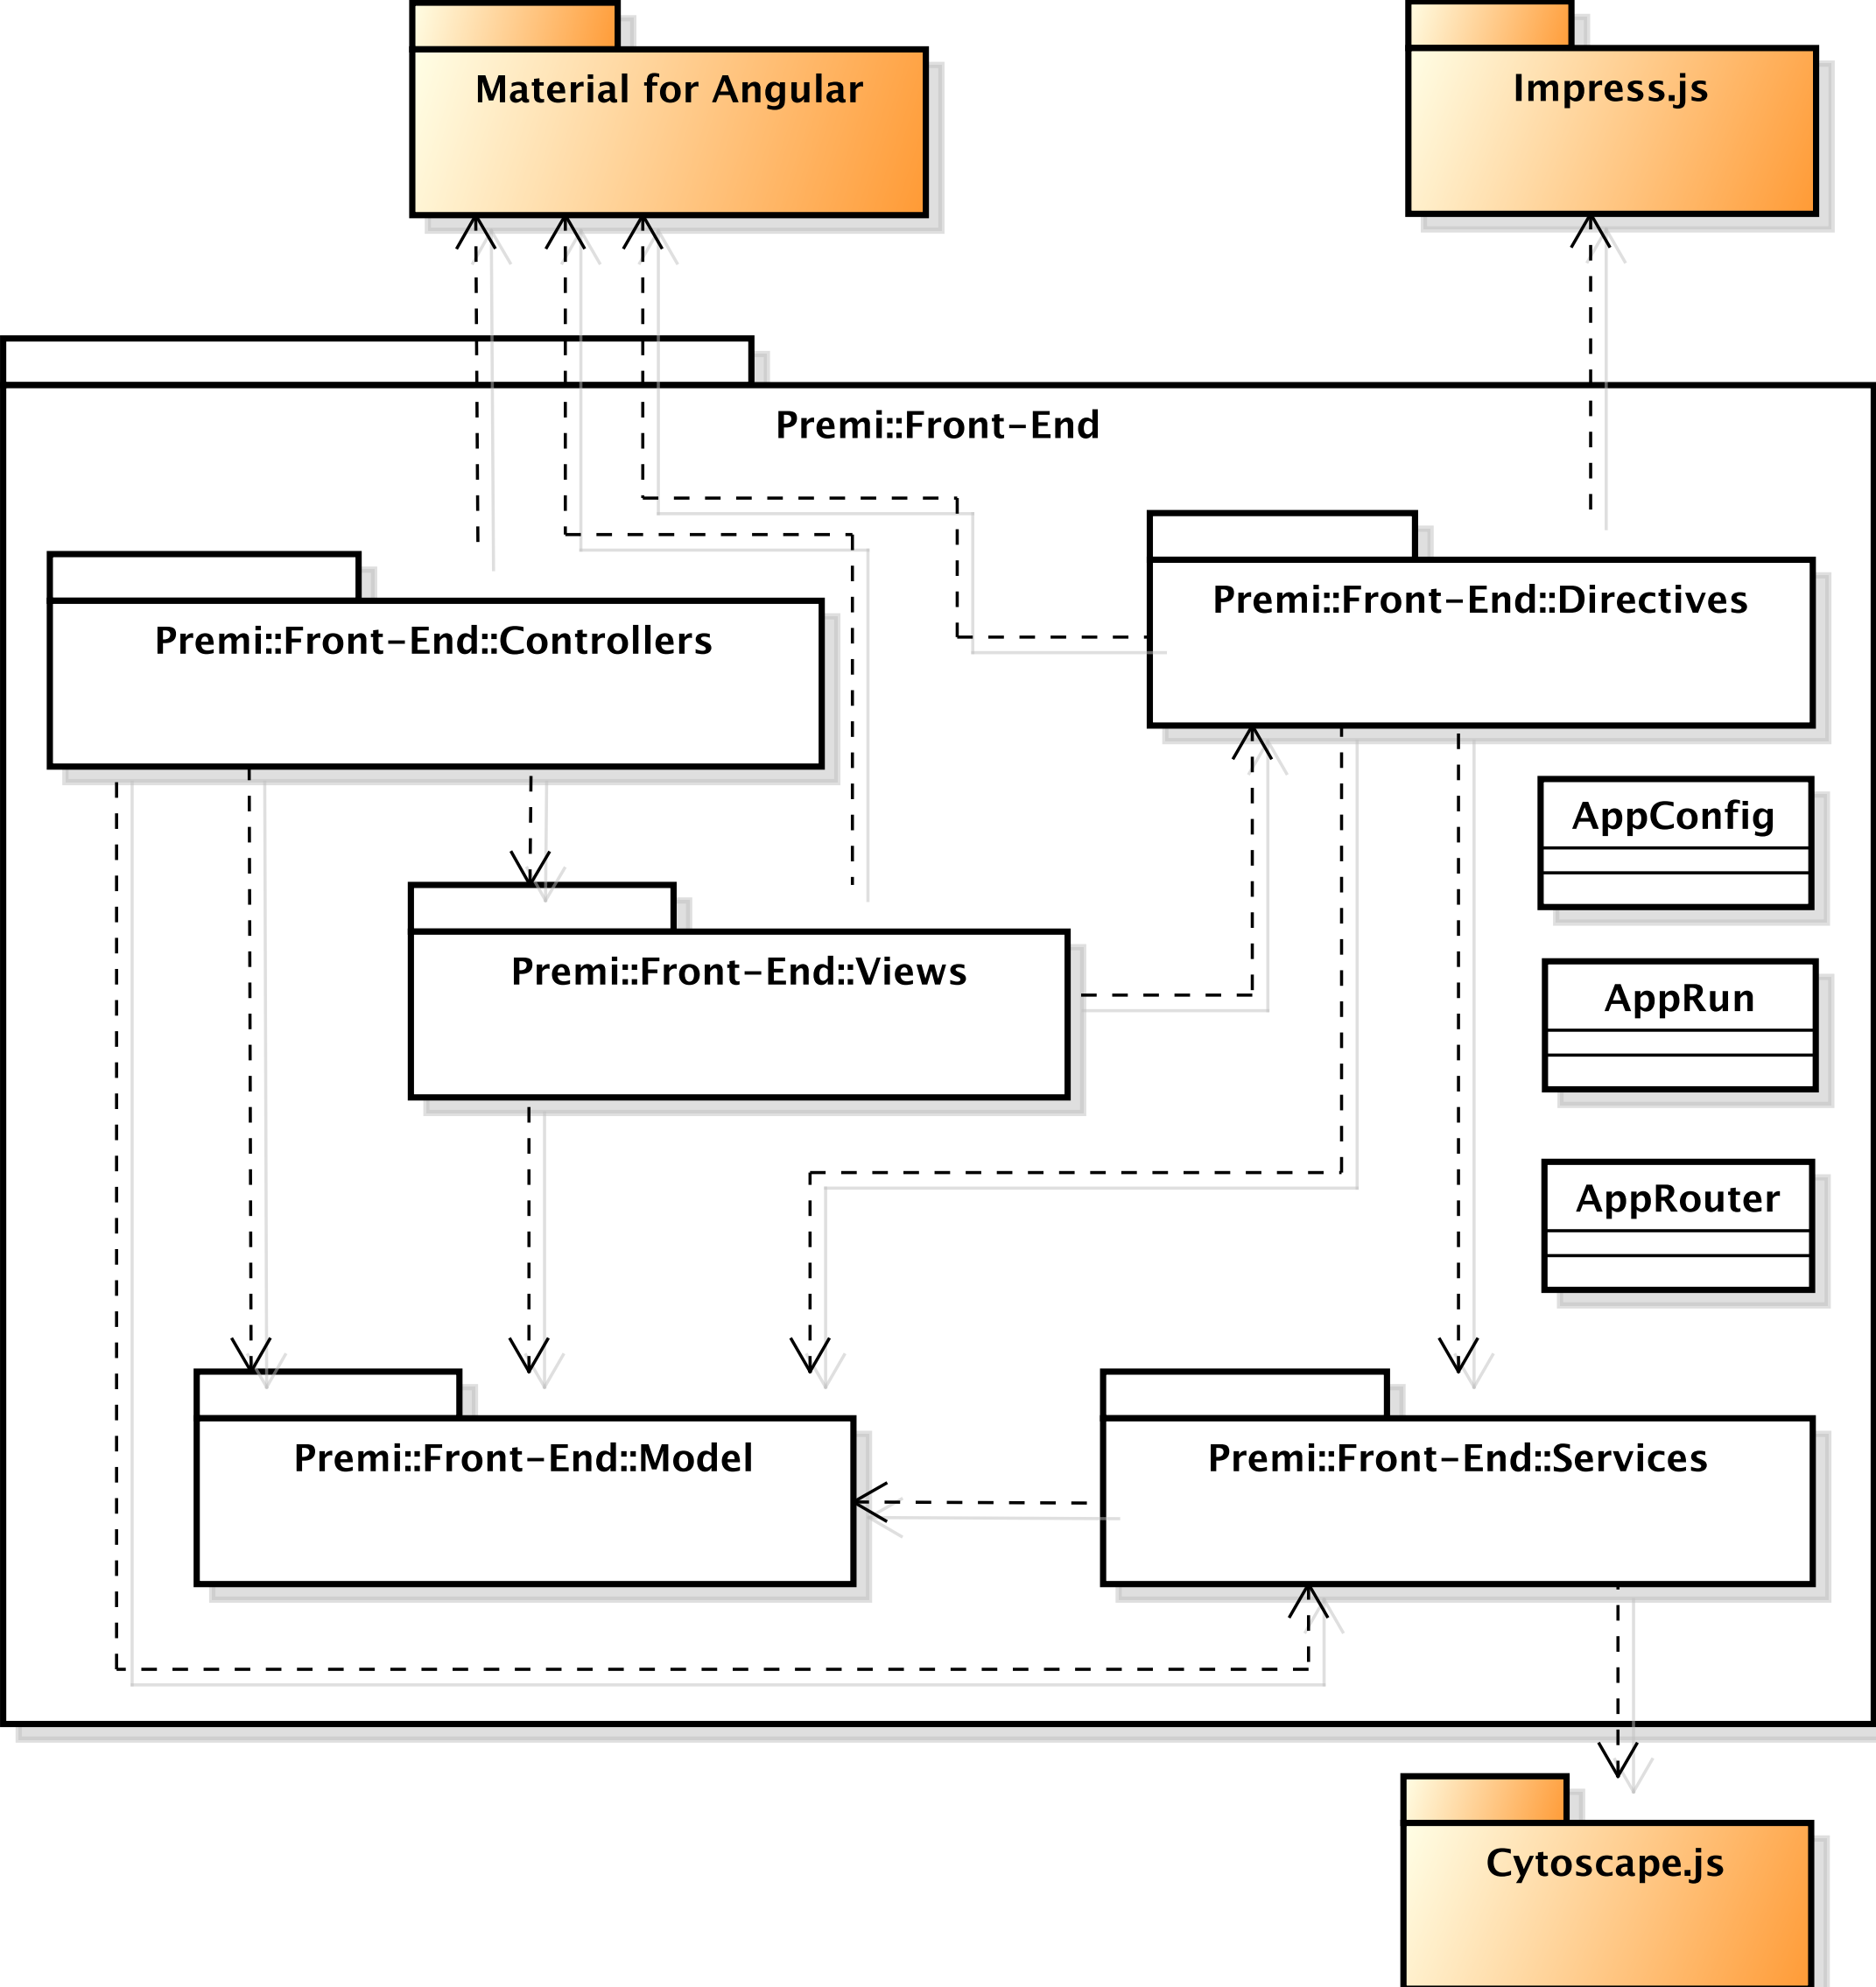 Material for Angular
Impress.js
Premi::Front-End
Premi::Front-End::Directives
Premi::Front-End::Controllers
AppConfig
Premi::Front-End::Views
AppRun
AppRouter
Premi::Front-End::Model
Premi::Front-End::Services
Cytoscape.js